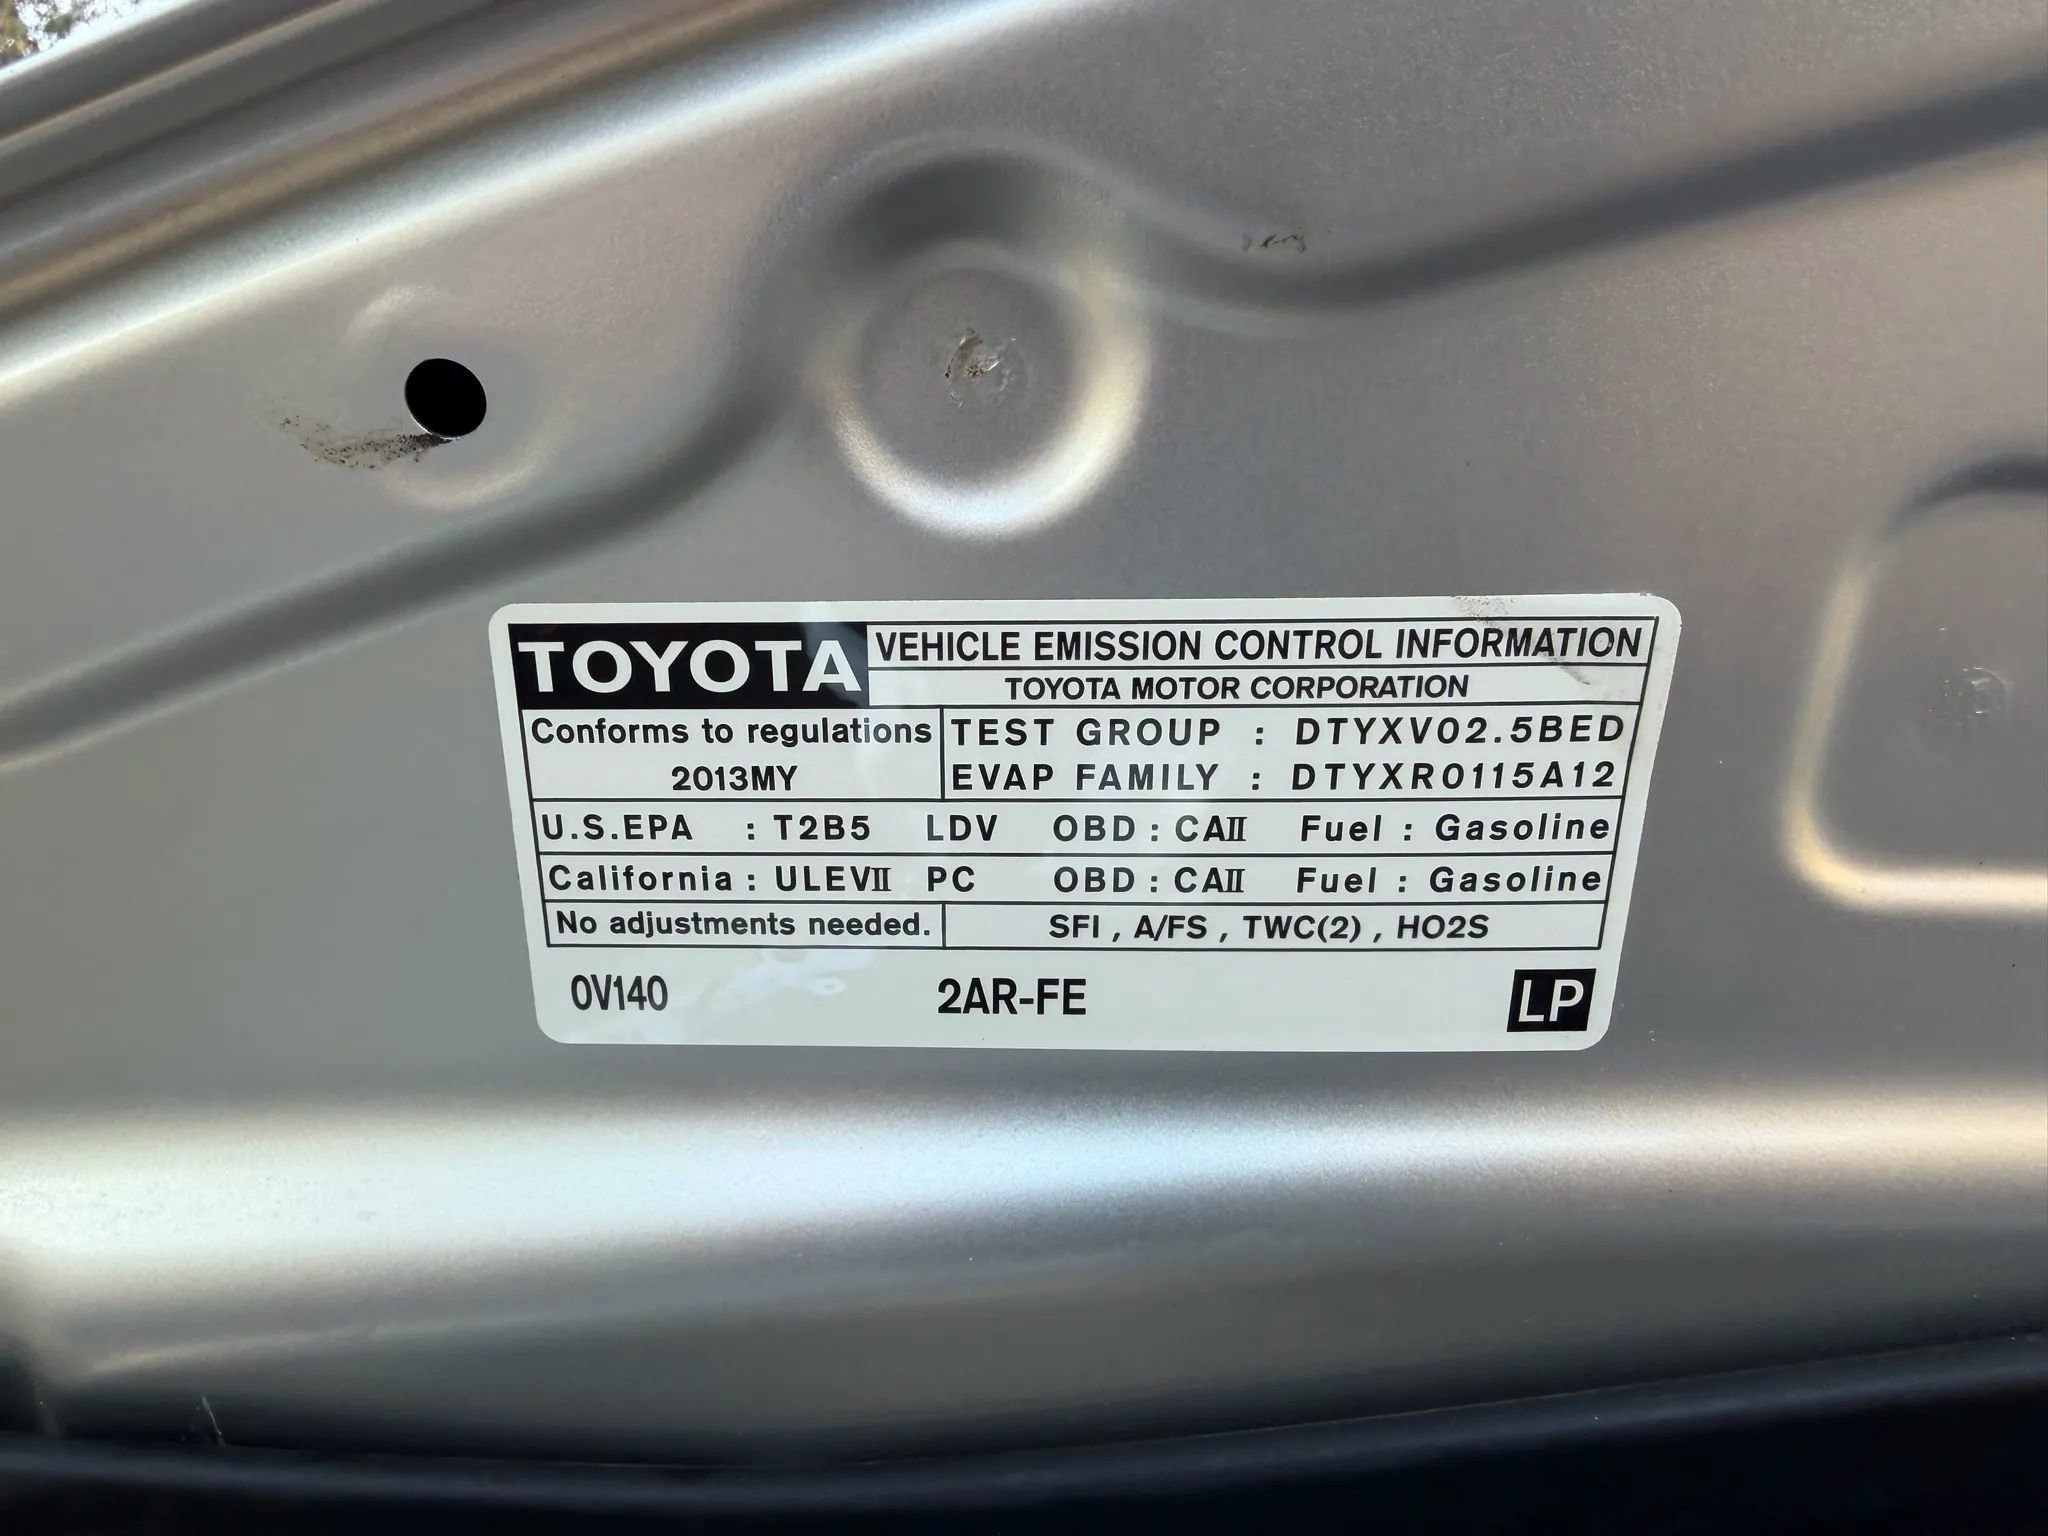 TOYOTA VEHICLE EMISSION CONTROL INFORMATION
TOYOTA MOTOR CORPORATION
Conforms to regulations TEST GROUP : DTYXV02.5BED
2013MY EVAP FAMILY : DTYXR0115A12
U.S.EPA : T2B5 LDV OBD : CAⅡ Fuel : Gasoline
California : ULEVⅡ PC OBD : CAⅡ Fuel : Gasoline
No adjustments needed. SFI , A/FS , TWC(2) , HO2S
0V140 2AR-FE LP